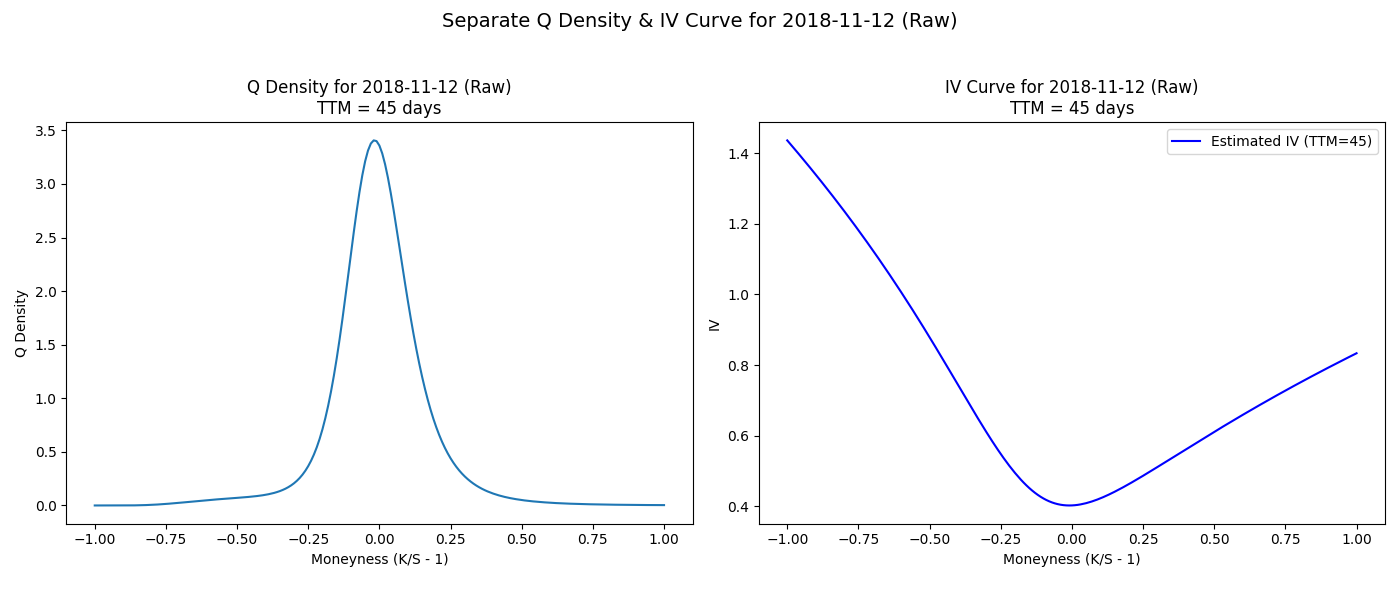 Separate Q Density & IV Curve for 2018-11-12 (Raw)
Q Density for 2018-11-12 (Raw)
TTM = 45 days
3.5
3.0
2.5
2.0
1.5
1.0
0.5
0.0
Q Density
−1.00 −0.75 −0.50 −0.25 0.00 0.25 0.50 0.75 1.00
Moneyness (K/S - 1)
IV Curve for 2018-11-12 (Raw)
TTM = 45 days
Estimated IV (TTM=45)
1.4
1.2
1.0
0.8
0.6
0.4
IV
−1.00 −0.75 −0.50 −0.25 0.00 0.25 0.50 0.75 1.00
Moneyness (K/S - 1)